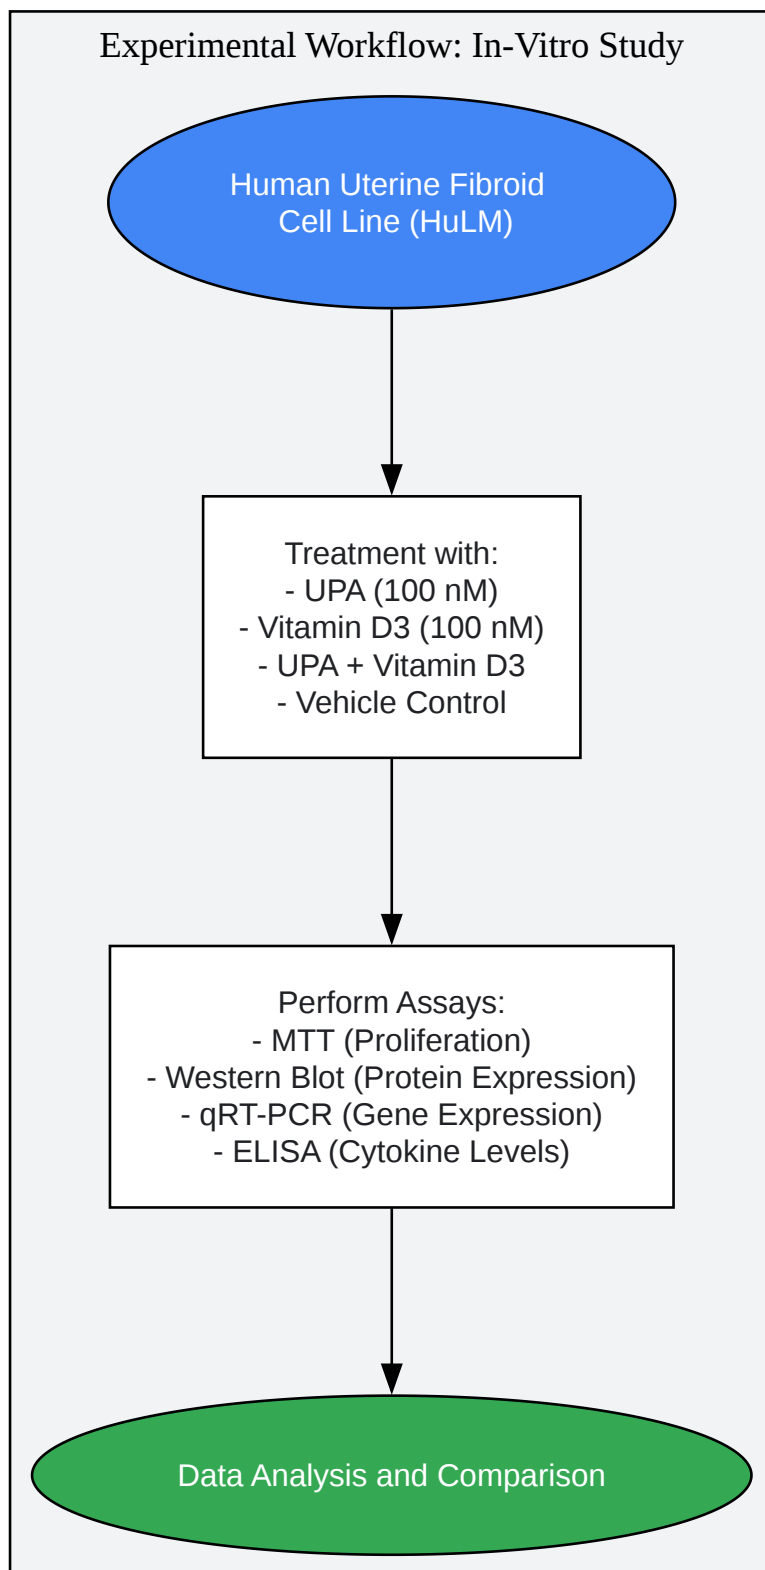 Experimental Workflow: In-Vitro Study
Human Uterine Fibroid
Cell Line (HuLM)
Treatment with:
- UPA (100 nM)
- Vitamin D3 (100 nM)
- UPA + Vitamin D3
- Vehicle Control
Perform Assays:
- MTT (Proliferation)
- Western Blot (Protein Expression)
- qRT-PCR (Gene Expression)
- ELISA (Cytokine Levels)
Data Analysis and Comparison